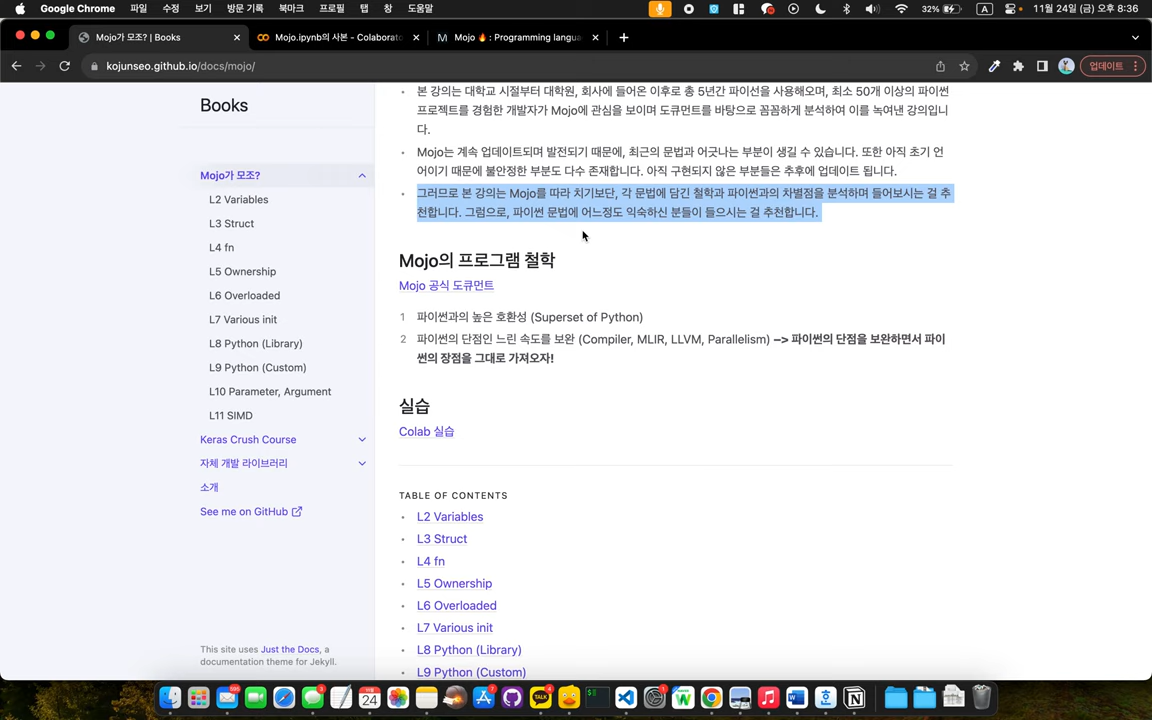 Google Chrome 파일 수정 보기 방문 기록 북마크 프로필 탭 창 도움말 32% A 11월 24일 (금) 오후 8:36
Mojo가 모조? | Books
Mojo.ipynb의 사본 - Colaborato
Mojo 🔥 : Programming langua
kojunseo.github.io/docs/mojo/
업데이트
Books
Mojo가 모조?
L2 Variables
L3 Struct
L4 fn
L5 Ownership
L6 Overloaded
L7 Various init
L8 Python (Library)
L9 Python (Custom)
L10 Parameter, Argument
L11 SIMD
Keras Crush Course
자체 개발 라이브러리
소개
See me on GitHub
This site uses Just the Docs, a
documentation theme for Jekyll.
본 강의는 대학교 시절부터 대학원, 회사에 들어온 이후로 총 5년간 파이선을 사용해오며, 최소 50개 이상의 파이썬
프로젝트를 경험한 개발자가 Mojo에 관심을 보이며 도큐먼트를 바탕으로 꼼꼼하게 분석하여 이를 녹여낸 강의입니
다.
Mojo는 계속 업데이트되며 발전되기 때문에, 최근의 문법과 어긋나는 부분이 생길 수 있습니다. 또한 아직 초기 언
어이기 때문에 불안정한 부분도 다수 존재합니다. 아직 구현되지 않은 부분들은 추후에 업데이트 됩니다.
그러므로 본 강의는 Mojo를 따라 치기보단, 각 문법에 담긴 철학과 파이썬과의 차별점을 분석하며 들어보시는 걸 추
천합니다. 그럼으로, 파이썬 문법에 어느정도 익숙하신 분들이 들으시는 걸 추천합니다.
Mojo의 프로그램 철학
Mojo 공식 도큐먼트
1 파이썬과의 높은 호환성 (Superset of Python)
2 파이썬의 단점인 느린 속도를 보완 (Compiler, MLIR, LLVM, Parallelism) –> 파이썬의 단점을 보완하면서 파이
썬의 장점을 그대로 가져오자!
실습
Colab 실습
TABLE OF CONTENTS
L2 Variables
L3 Struct
L4 fn
L5 Ownership
L6 Overloaded
L7 Various init
L8 Python (Library)
L9 Python (Custom)